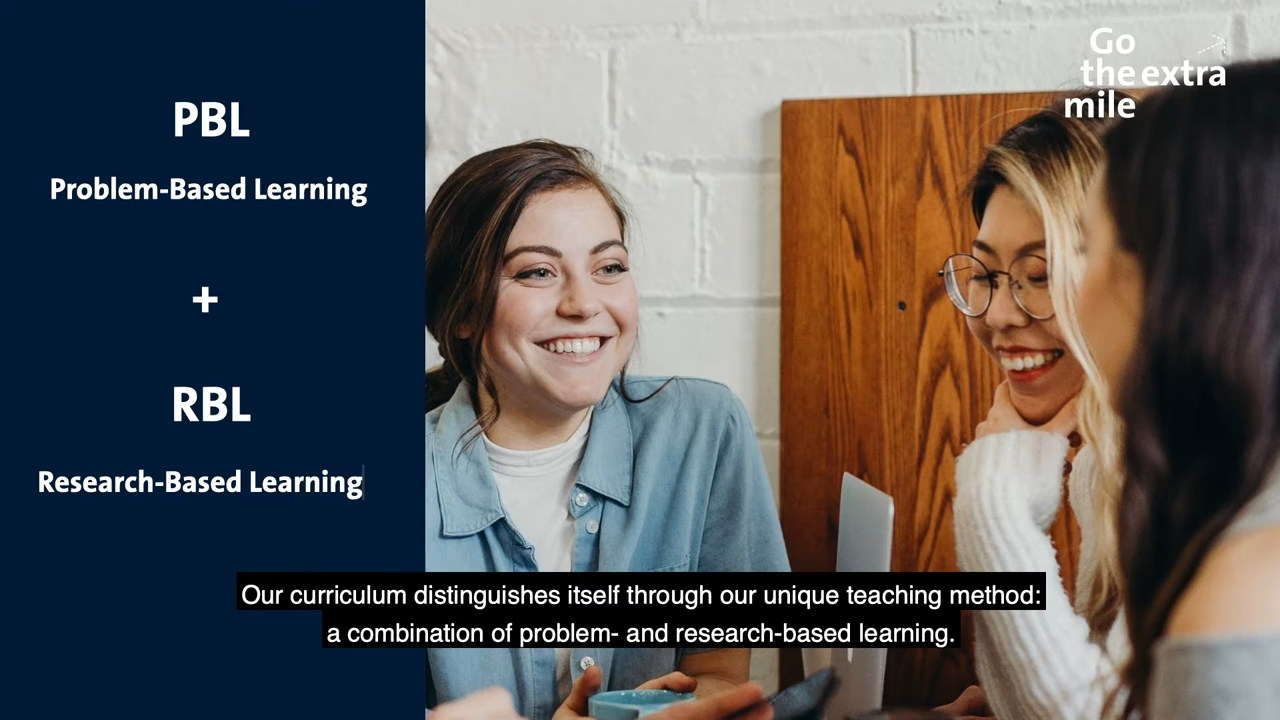 PBL
Problem-Based Learning
+
RBL
Research-Based Learning
Go
the extra
mile
Our curriculum distinguishes itself through our unique teaching method:
a combination of problem- and research-based learning.